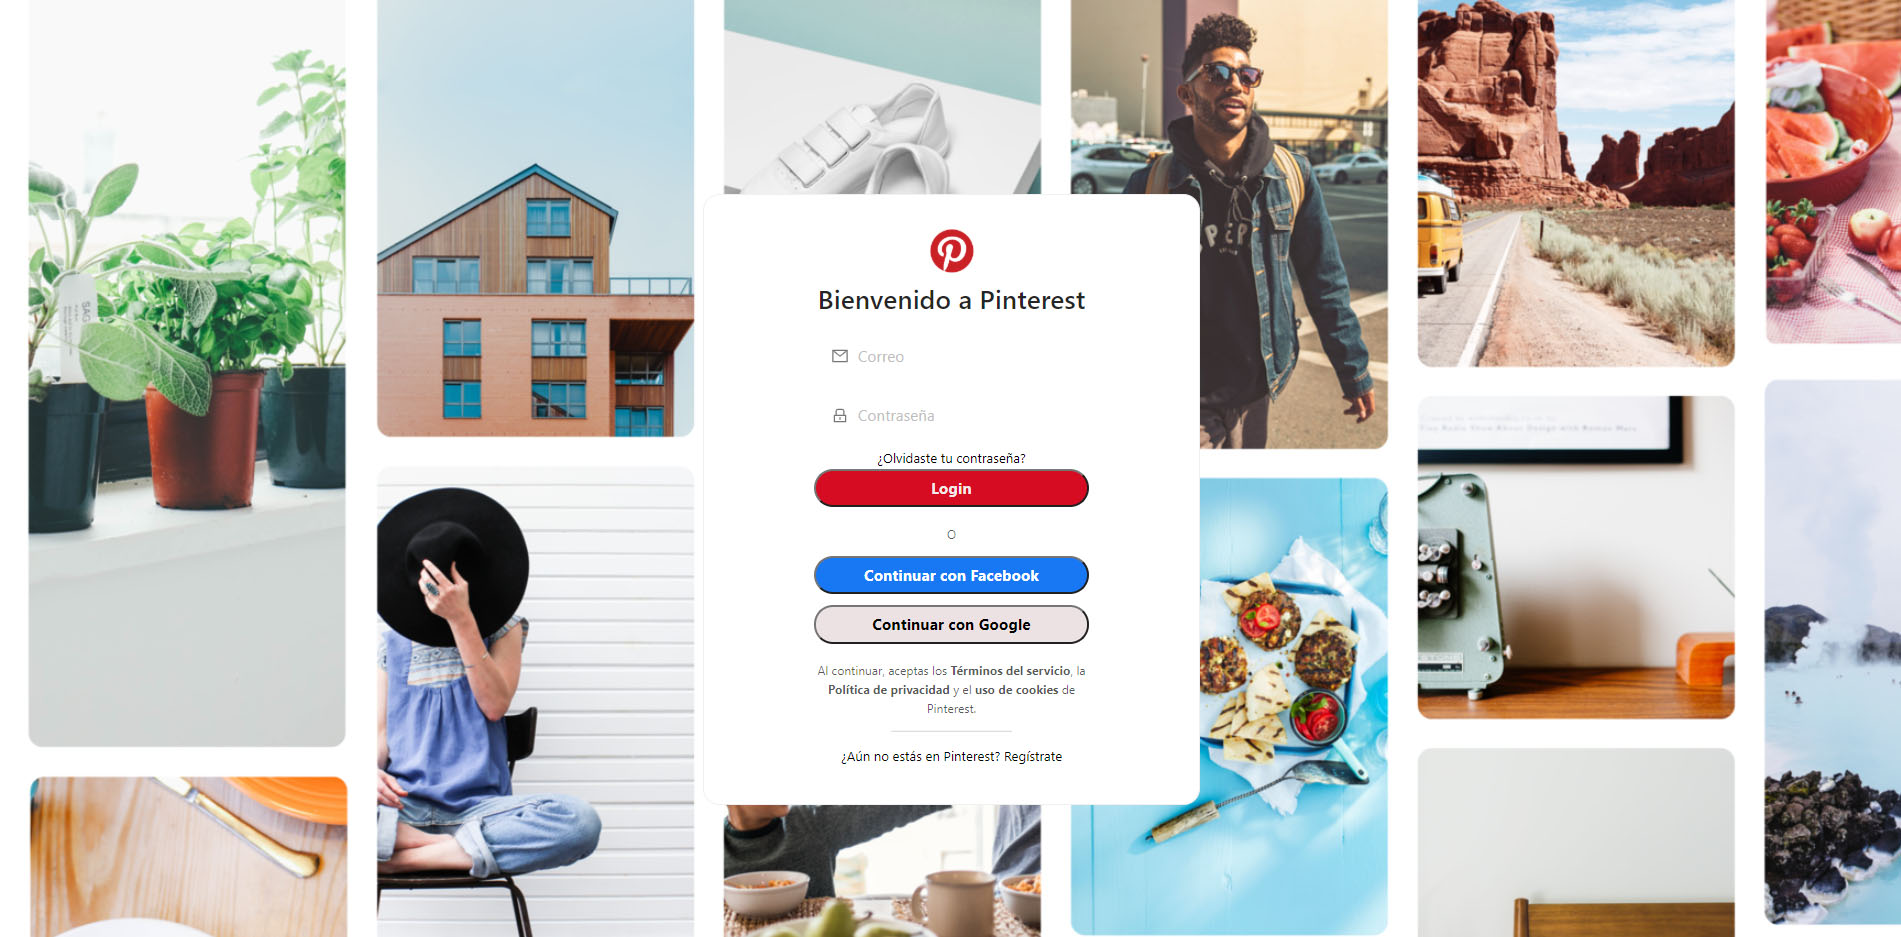 Bienvenido a Pinterest
Correo
Contraseña
¿Olvidaste tu contraseña?
Login
O
Continuar con Facebook
Continuar con Google
Al continuar, aceptas los Términos del servicio, la
Política de privacidad y el uso de cookies de
Pinterest.
¿Aún no estás en Pinterest? Regístrate
SAGE